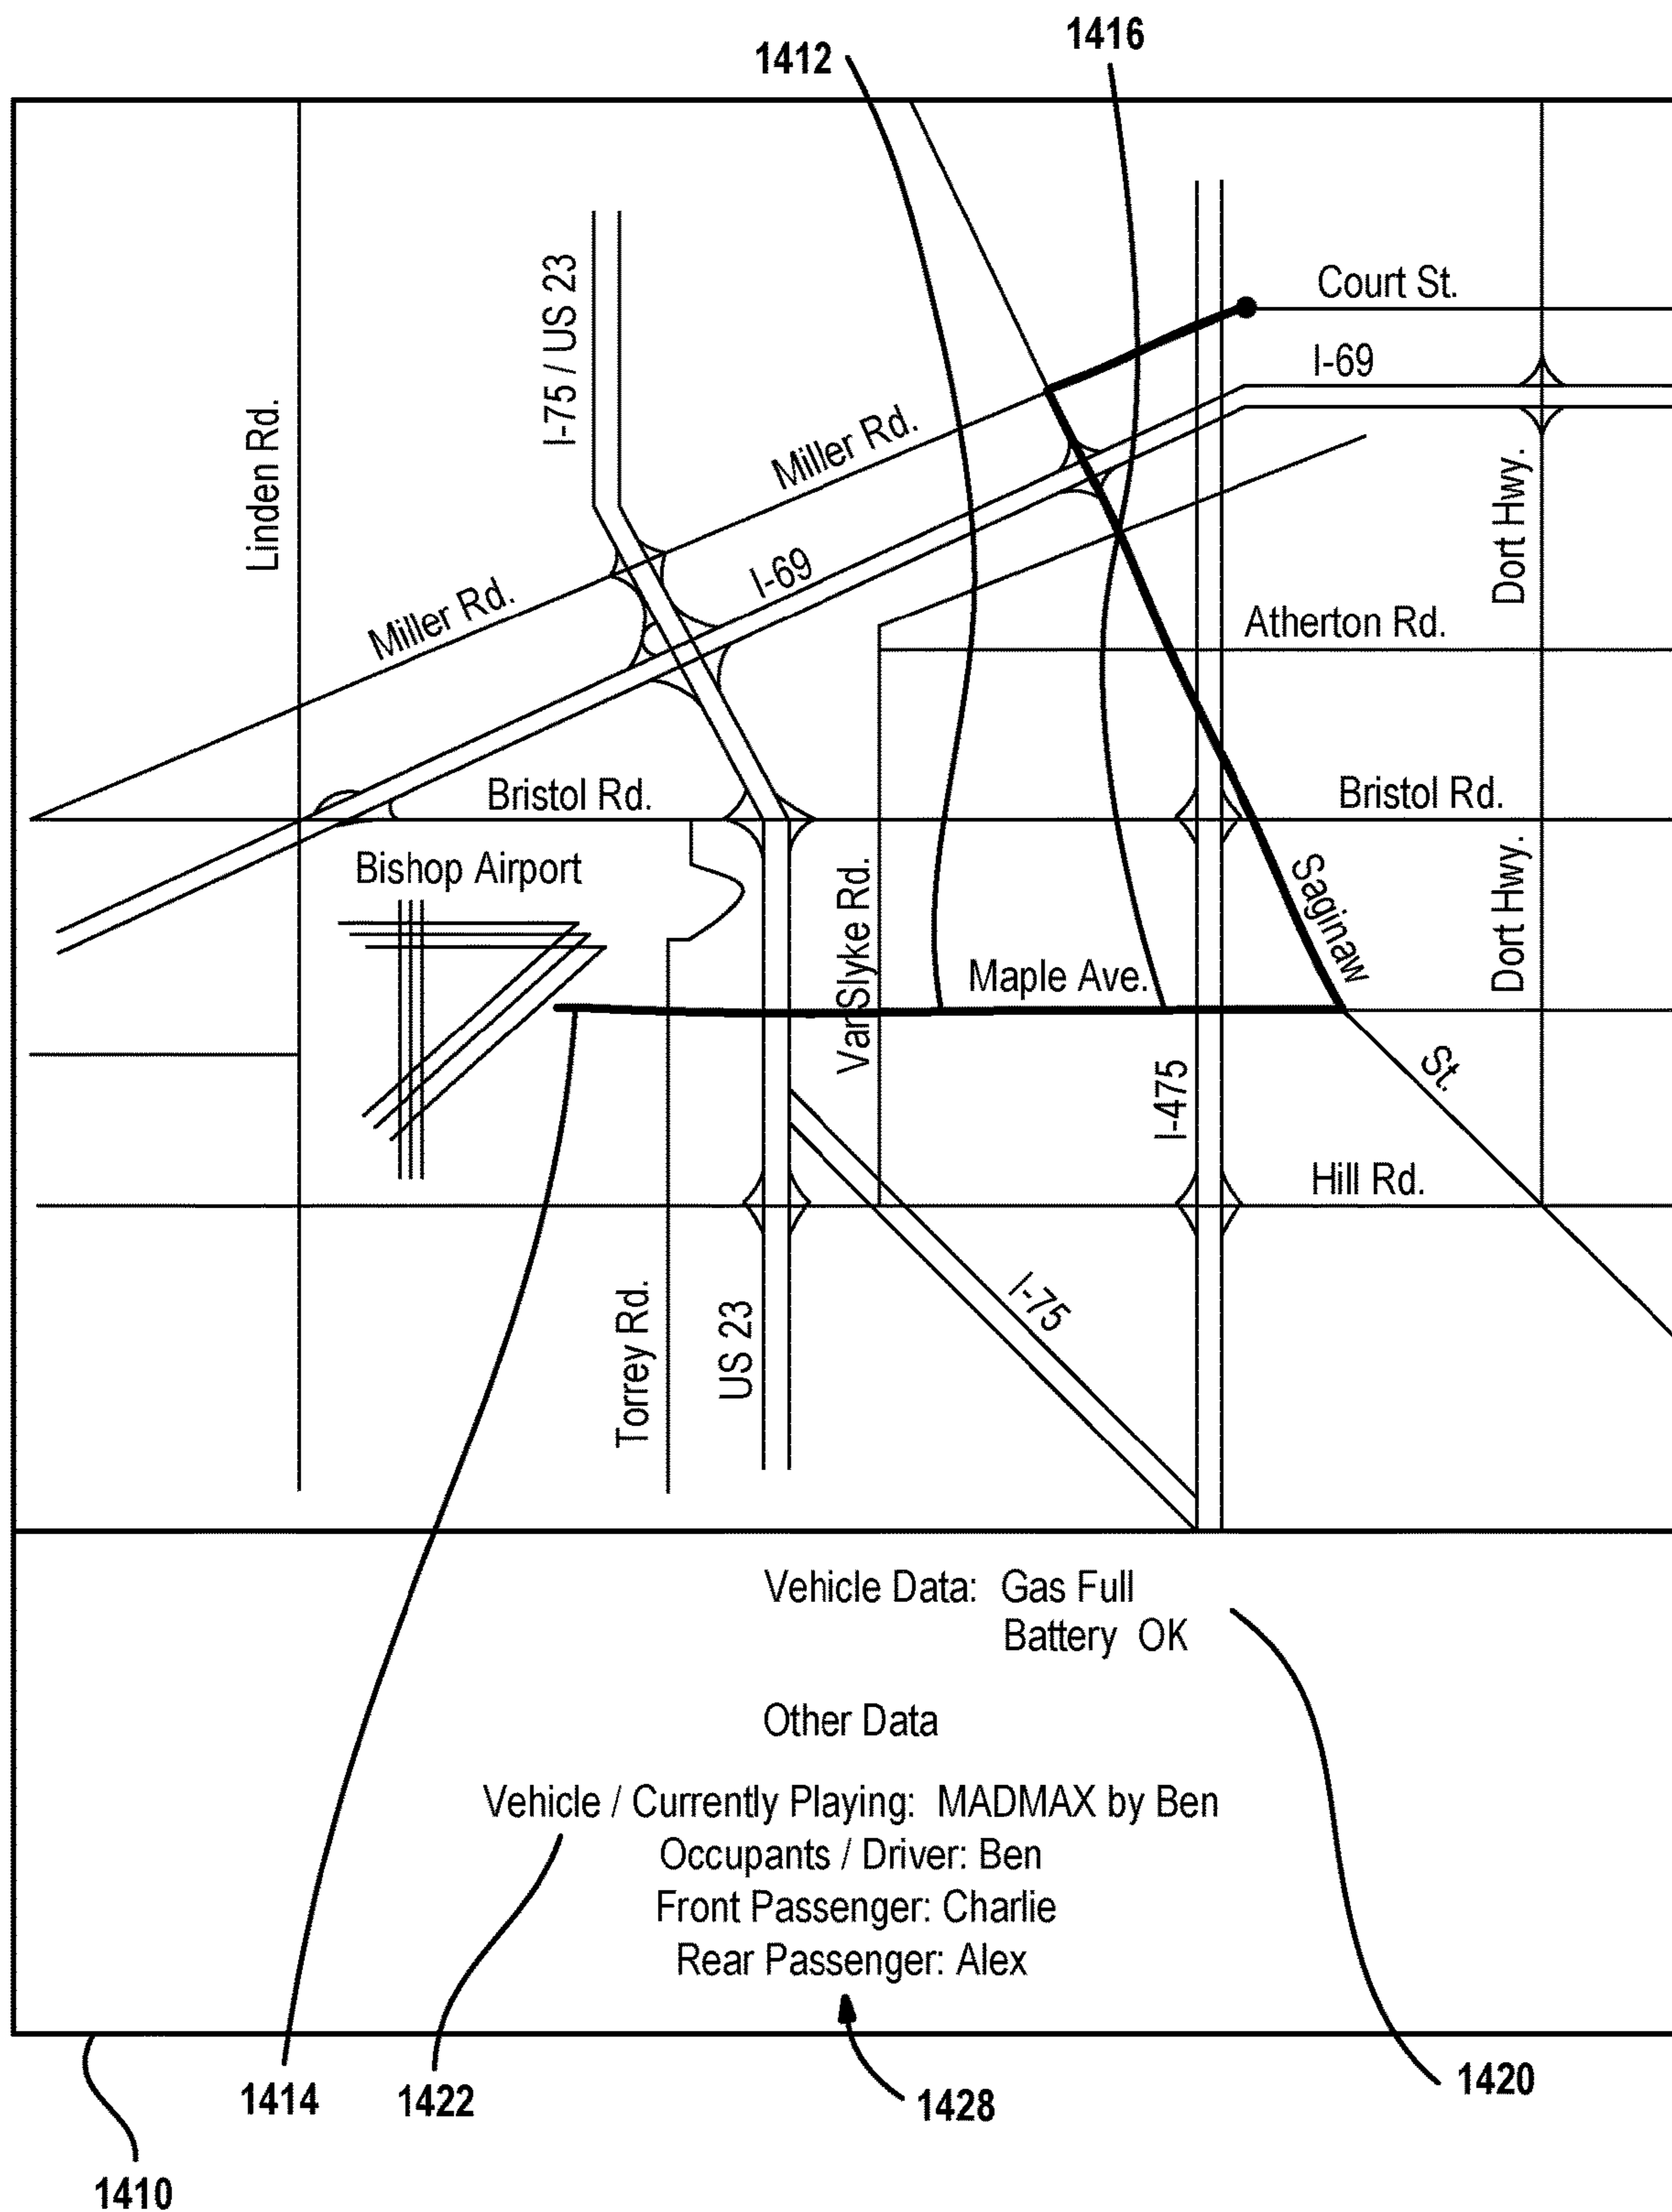 1416
1412
Court St.
I-75 / US 23
I-69
Linden Rd.
Miller Rd.
Dort Hwy.
I-69
Miller Rd.
Atherton Rd.
Bristol Rd.
Bristol Rd.
Bishop Airport
Van Slyke Rd.
Saginaw
Dort Hwy.
Maple Ave.
St.
I-475
Hill Rd.
I-75
Torrey Rd.
US 23
Vehicle Data: Gas Full
Battery OK
Other Data
Vehicle / Currently Playing: MADMAX by Ben
Occupants / Driver: Ben
Front Passenger: Charlie
Rear Passenger: Alex
1414
1422
1428
1420
1410